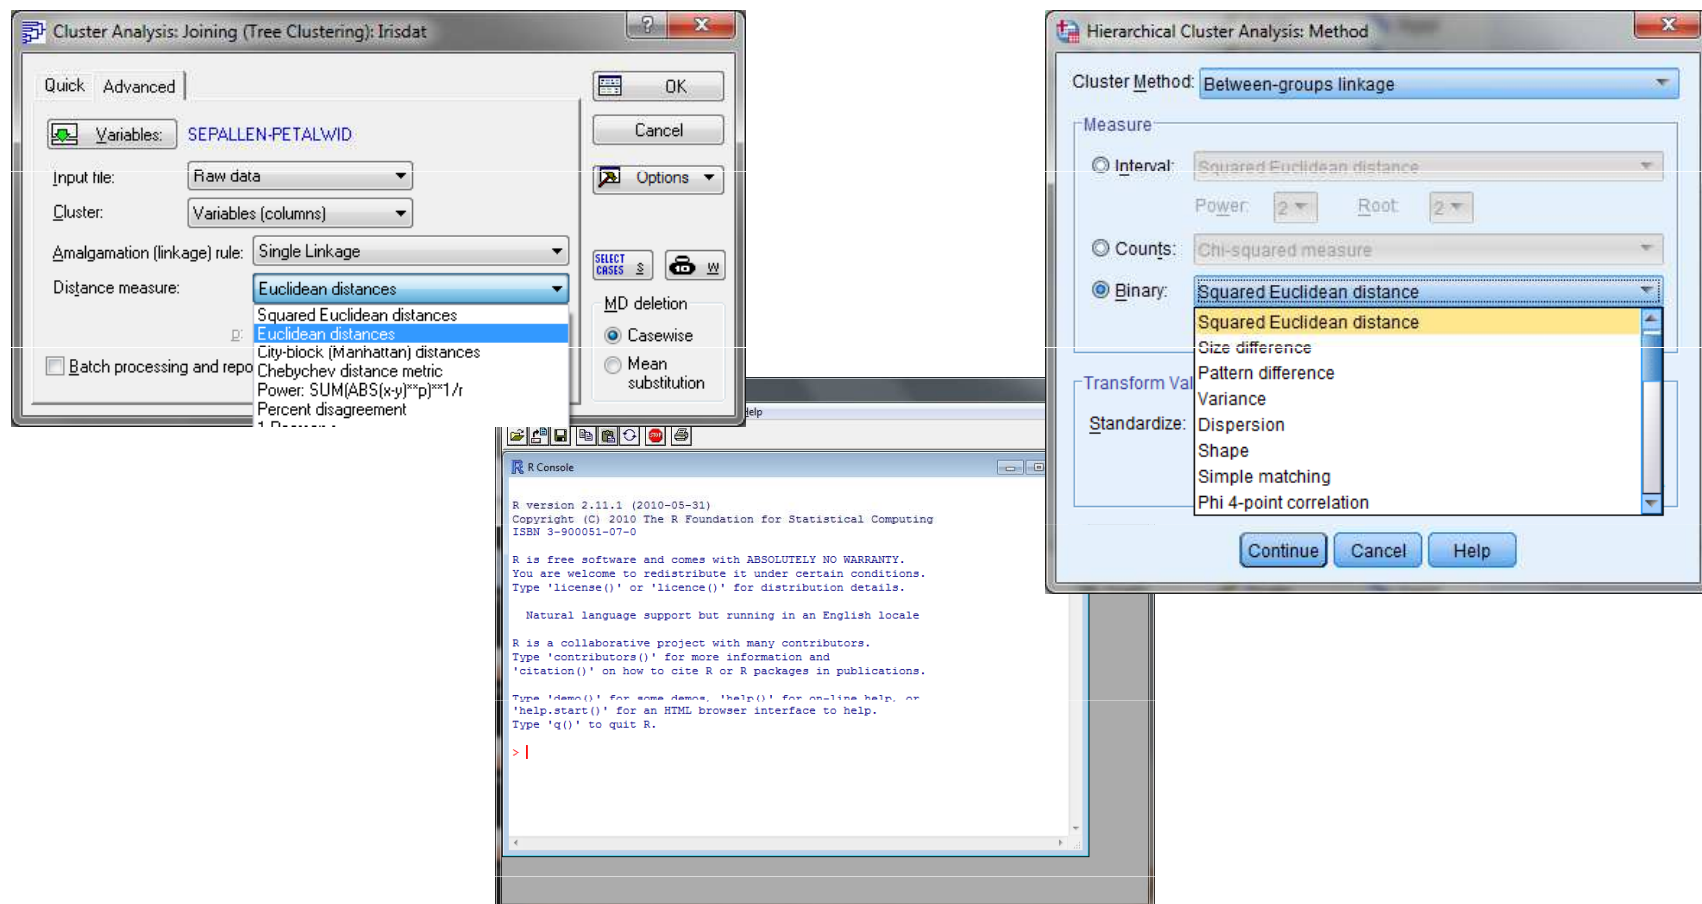 Cluster Analysis: Joining (Tree Clustering): Irisdat
Quick Advanced
Variables: SEPALLEN-PETALWID
Input file: Raw data
Cluster: Variables (columns)
Amalgamation (linkage) rule: Single Linkage
Distance measure: Euclidean distances
Squared Euclidean distances
p: Euclidean distances
City-block (Manhattan) distances
Batch processing and repo
Chebychev distance metric
Power: SUM(ABS(x-y)**p)**1/r
Percent disagreement
OK
Cancel
Options
SELECT CASES S
W
MD deletion
Casewise
Mean
substitution
Hierarchical Cluster Analysis: Method
Cluster Method: Between-groups linkage
Measure
Interval: Squared Euclidean distance
Power: 2 Root: 2
Counts: Chi-squared measure
Binary: Squared Euclidean distance
Squared Euclidean distance
Size difference
Pattern difference
Transform Val
Variance
Standardize: Dispersion
Shape
Simple matching
Phi 4-point correlation
Continue Cancel Help
Help
STOP
R Console
R version 2.11.1 (2010-05-31)
Copyright (C) 2010 The R Foundation for Statistical Computing
ISBN 3-900051-07-0
R is free software and comes with ABSOLUTELY NO WARRANTY.
You are welcome to redistribute it under certain conditions.
Type 'license()' or 'licence()' for distribution details.
Natural language support but running in an English locale
R is a collaborative project with many contributors.
Type 'contributors()' for more information and
'citation()' on how to cite R or R packages in publications.
Type 'demo()' for some demos, 'help()' for on-line help, or
'help.start()' for an HTML browser interface to help.
Type 'q()' to quit R.
>